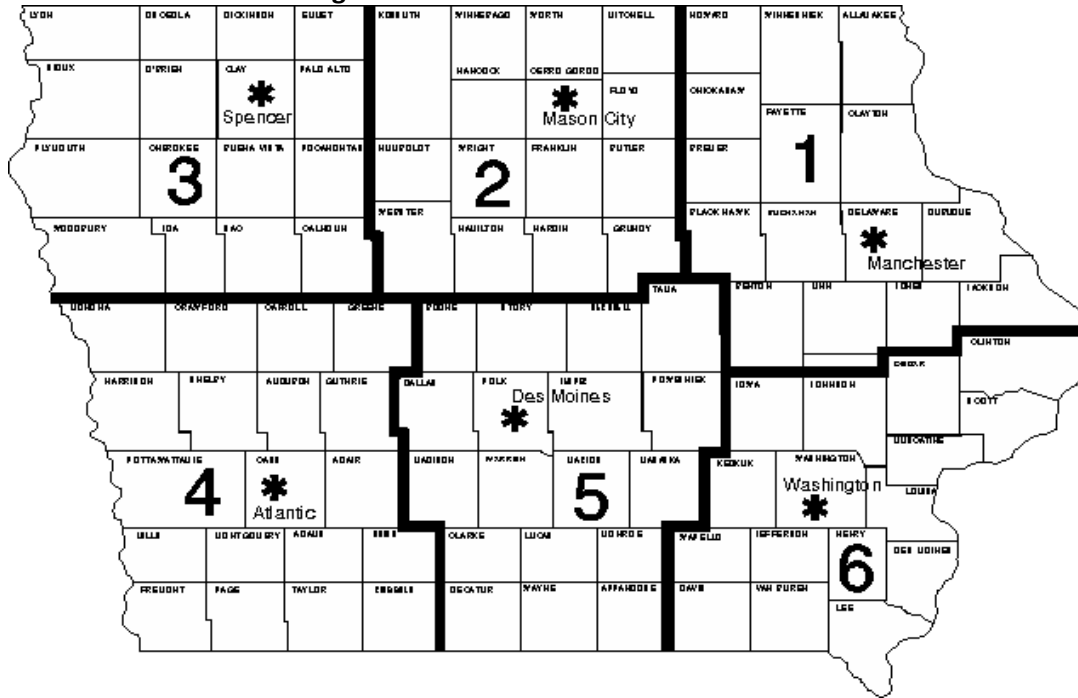 LYON OSCEOLA DICKINSON EMMET KOSSUTH WINNEBAGO WORTH MITCHELL HOWARD WINNESHIEK ALLAMAKEE
SIOUX O'BRIEN CLAY PALO ALTO HANCOCK CERRO GORDO
FLOYD CHICKASAW
Spencer Mason City
FAYETTE CLAYTON
PLYMOUTH CHEROKEE BUENA VISTA POCAHONTAS HUMBOLDT WRIGHT FRANKLIN BUTLER BREMER
3 2 1
WEBSTER BLACK HAWK BUCHANAN DELAWARE DUBUQUE
WOODBURY IDA SAC CALHOUN HAMILTON HARDIN GRUNDY
Manchester
TAMA BENTON LINN JONES JACKSON
MONONA CRAWFORD CARROLL GREENE BOONE STORY MARSHALL
CLINTON
CEDAR
HARRISON SHELBY AUDUBON GUTHRIE DALLAS POLK JASPER POWESHIEK IOWA JOHNSON
Des Moines
SCOTT
MUSCATINE
POTTAWATTAMIE CASS ADAIR MADISON WARREN MARION MAHASKA KEOKUK WASHINGTON
4 5
Washington
LOUISA
Atlantic
MILLS MONTGOMERY ADAMS UNION CLARKE LUCAS MONROE WAPELLO JEFFERSON HENRY
DES MOINES
6
FREMONT PAGE TAYLOR RINGGOLD DECATUR WAYNE APPANOOSE DAVIS VAN BUREN
LEE